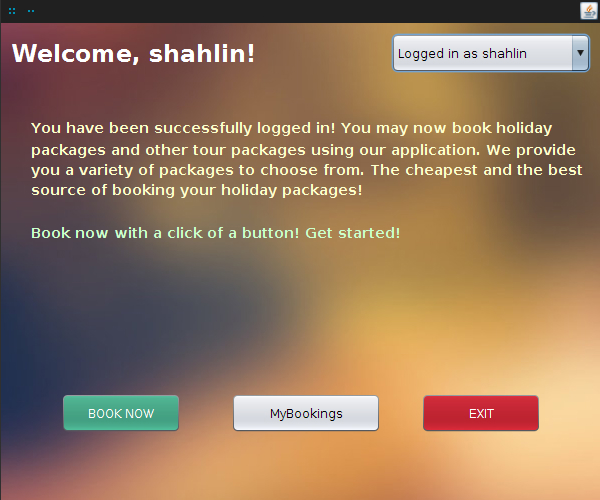 Welcome, shahlin!
Logged in as shahlin
You have been successfully logged in! You may now book holiday
packages and other tour packages using our application. We provide
you a variety of packages to choose from. The cheapest and the best
source of booking your holiday packages!
Book now with a click of a button! Get started!
BOOK NOW
MyBookings
EXIT